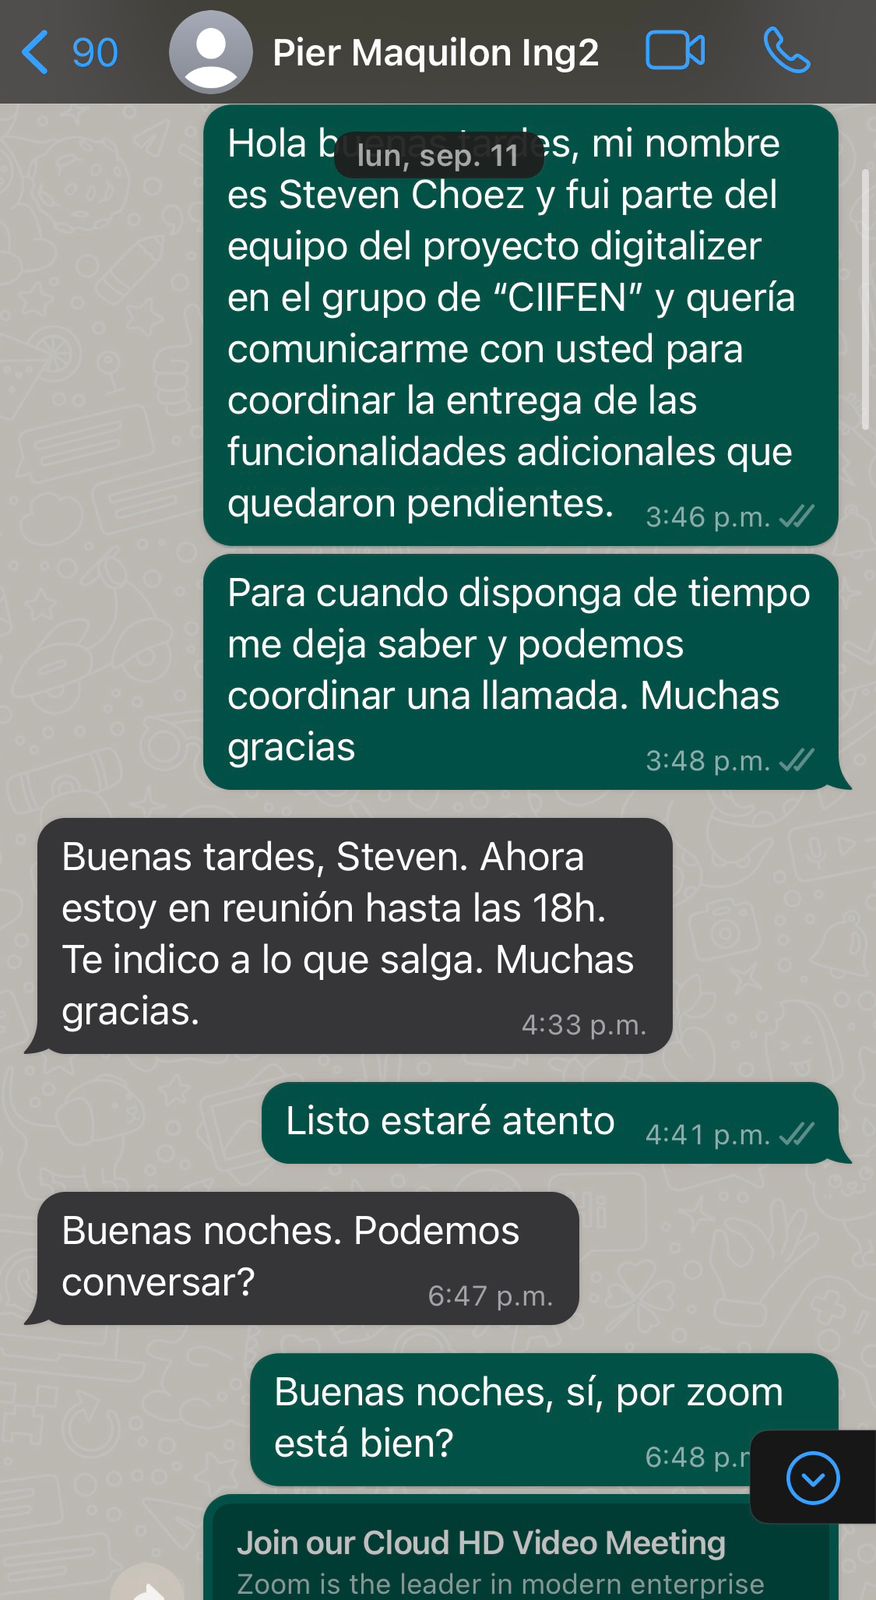 90
Pier Maquilon Ing2
lun, sep. 11
Hola buenas tardes, mi nombre
es Steven Choez y fui parte del
equipo del proyecto digitalizer
en el grupo de “CIIFEN” y quería
comunicarme con usted para
coordinar la entrega de las
funcionalidades adicionales que
quedaron pendientes.
3:46 p.m.
Para cuando disponga de tiempo
me deja saber y podemos
coordinar una llamada. Muchas
gracias
3:48 p.m.
Buenas tardes, Steven. Ahora
estoy en reunión hasta las 18h.
Te indico a lo que salga. Muchas
gracias.
4:33 p.m.
Listo estaré atento
4:41 p.m.
Buenas noches. Podemos
conversar?
6:47 p.m.
Buenas noches, sí, por zoom
está bien?
6:48 p.
Join our Cloud HD Video Meeting
Zoom is the leader in modern enterprise